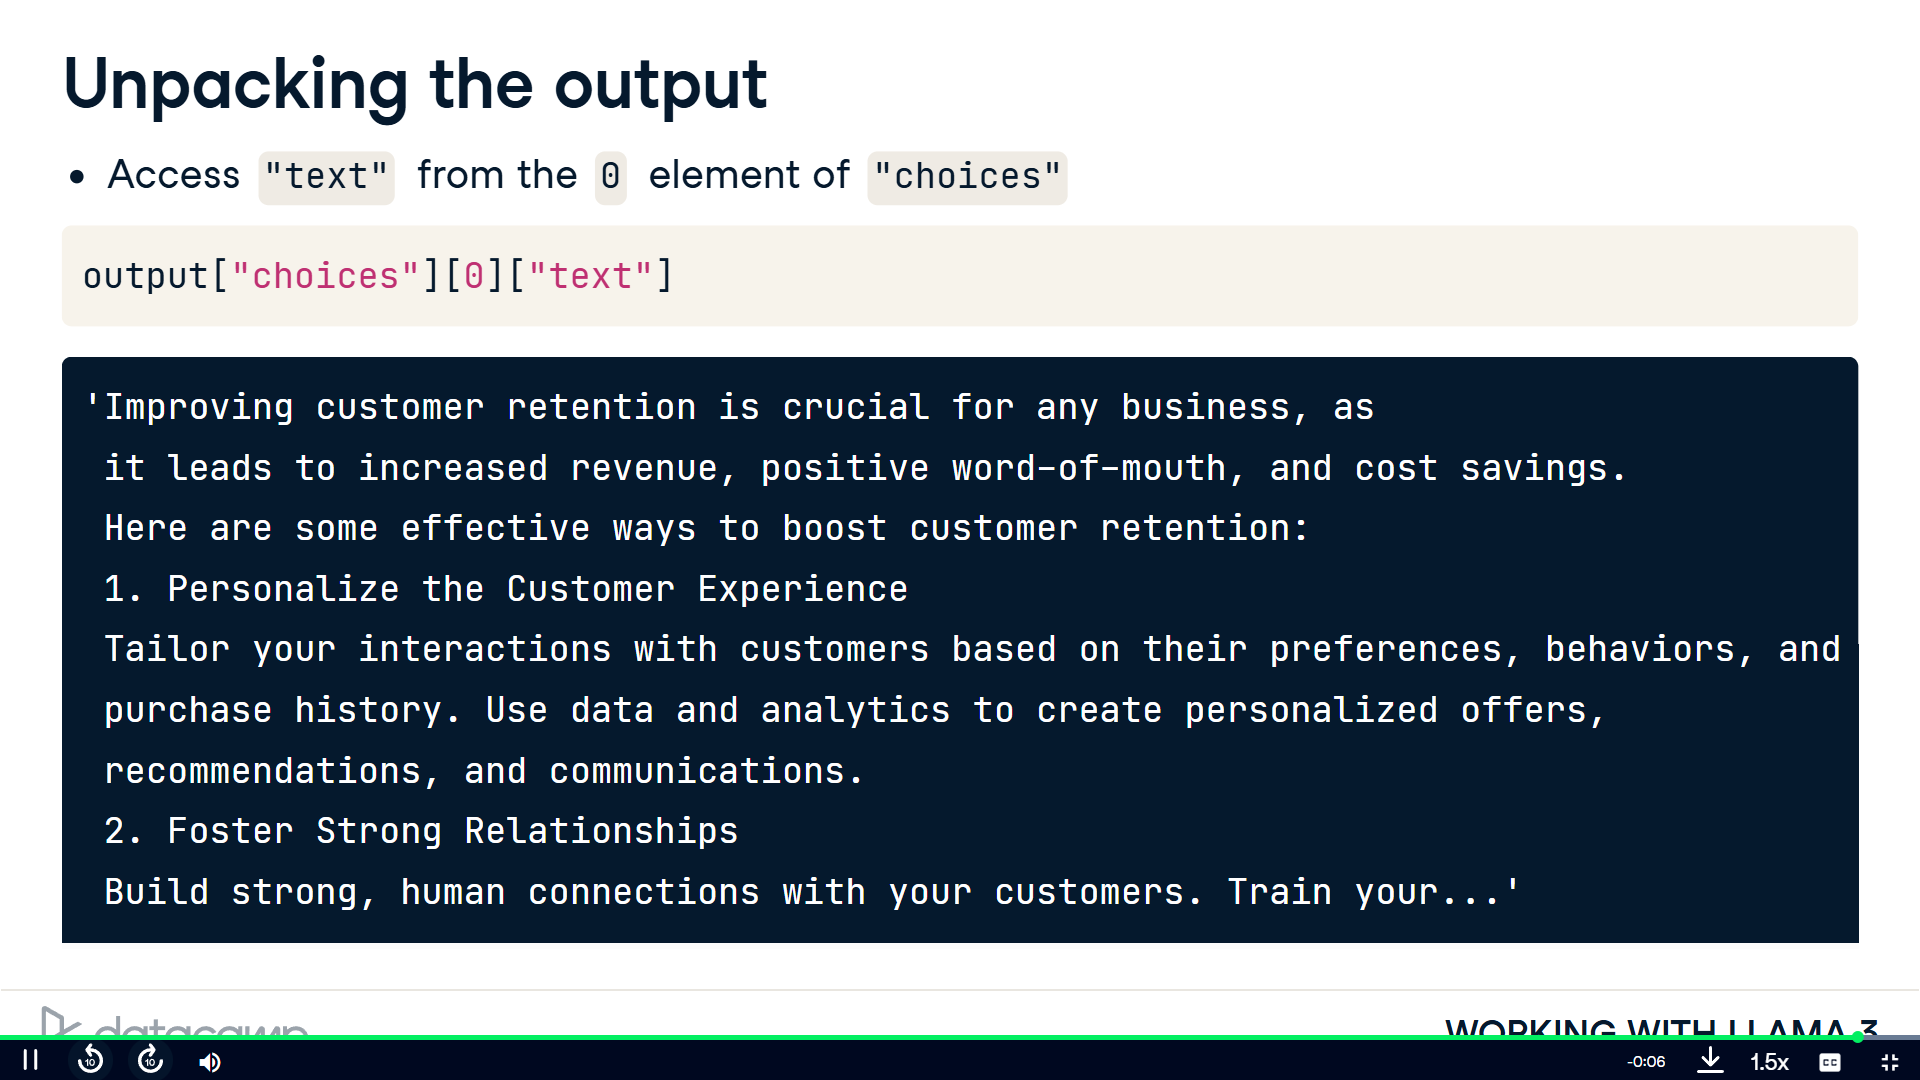 Unpacking the output
• Access "text" from the 0 element of "choices"
output["choices"][0]["text"]
'Improving customer retention is crucial for any business, as
it leads to increased revenue, positive word-of-mouth, and cost savings.
Here are some effective ways to boost customer retention:
1. Personalize the Customer Experience
Tailor your interactions with customers based on their preferences, behaviors, and
purchase history. Use data and analytics to create personalized offers,
recommendations, and communications.
2. Foster Strong Relationships
Build strong, human connections with your customers. Train your...'
datacamp
WORKING WITH LLAMA 3
10
10
-0:06
1.5x
CC